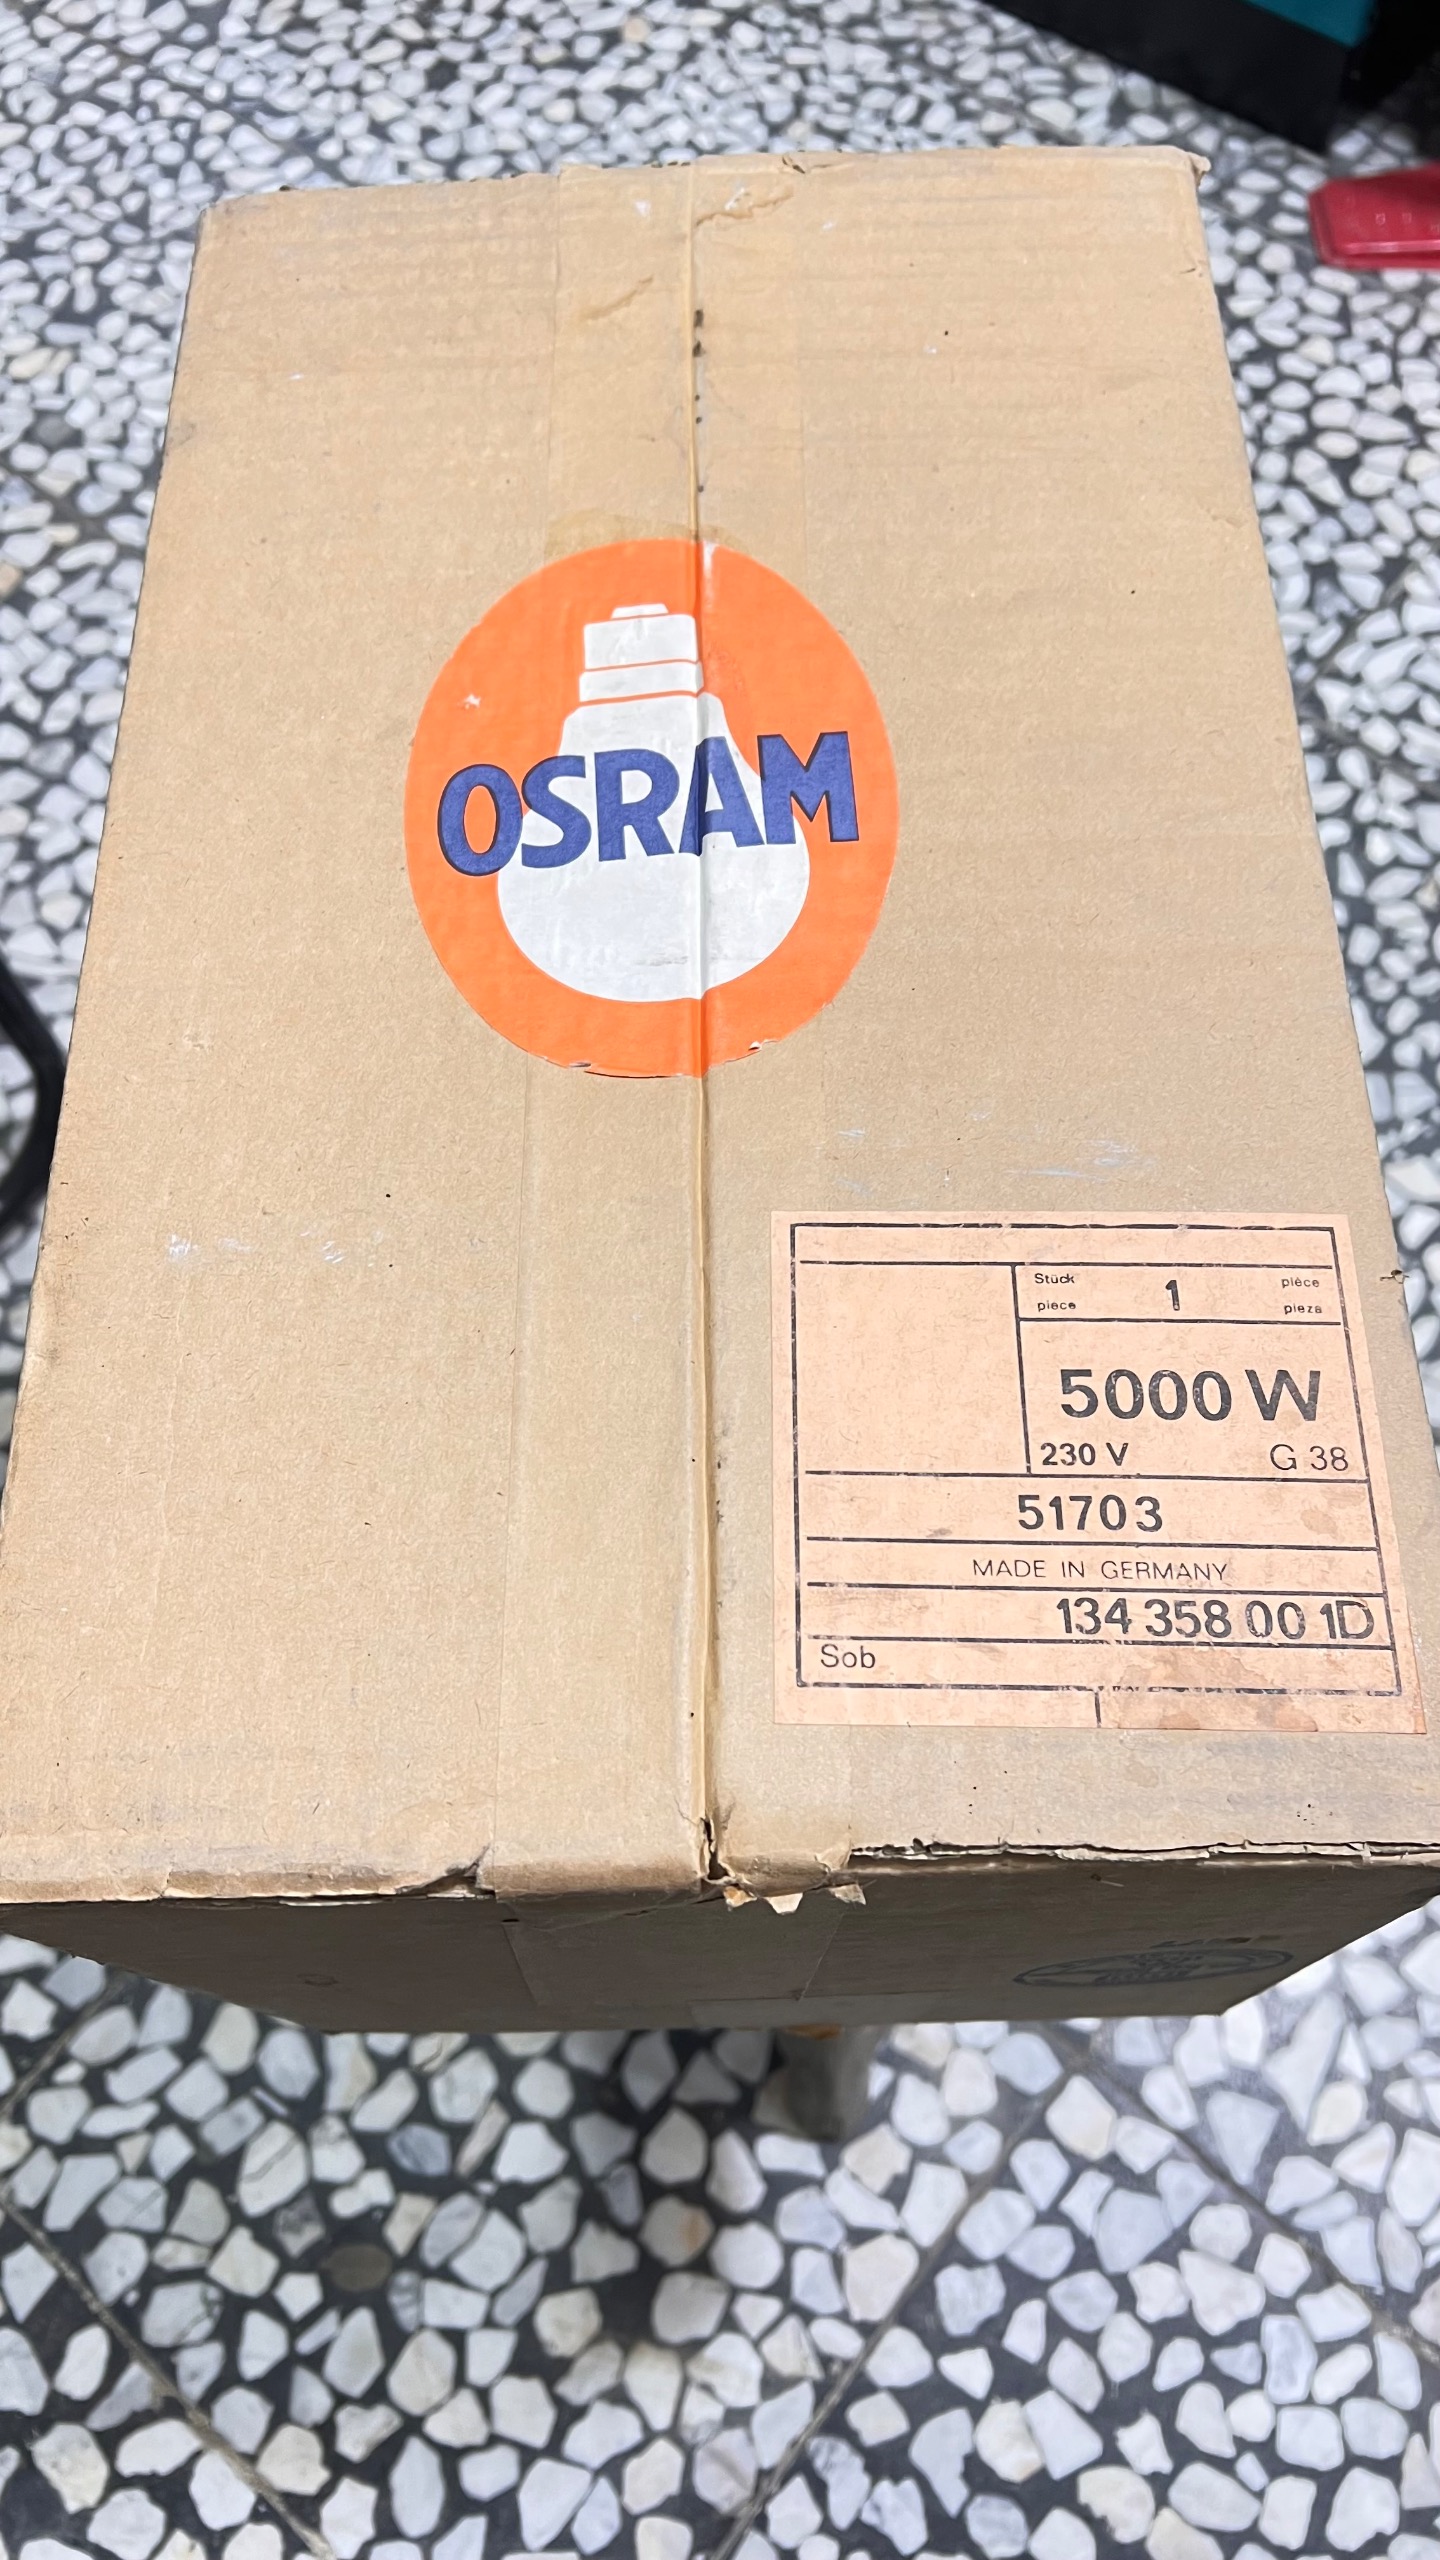 OSRAM
Stück 1 pièce
piece pieza
5000 W
230 V G 38
51703
MADE IN GERMANY
134 358 00 1D
Sob